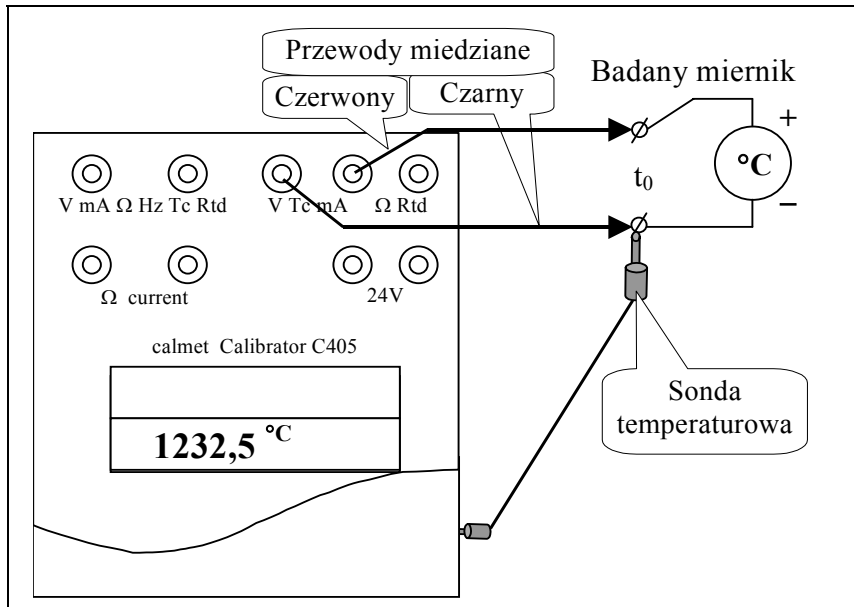 Przewody miedziane
Czerwony
Czarny
Badany miernik
+
°C
−
t0
V mA Ω Hz Tc Rtd
V Tc mA
Ω Rtd
Ω current
24V
calmet Calibrator C405
1232,5 °C
Sonda
temperaturowa